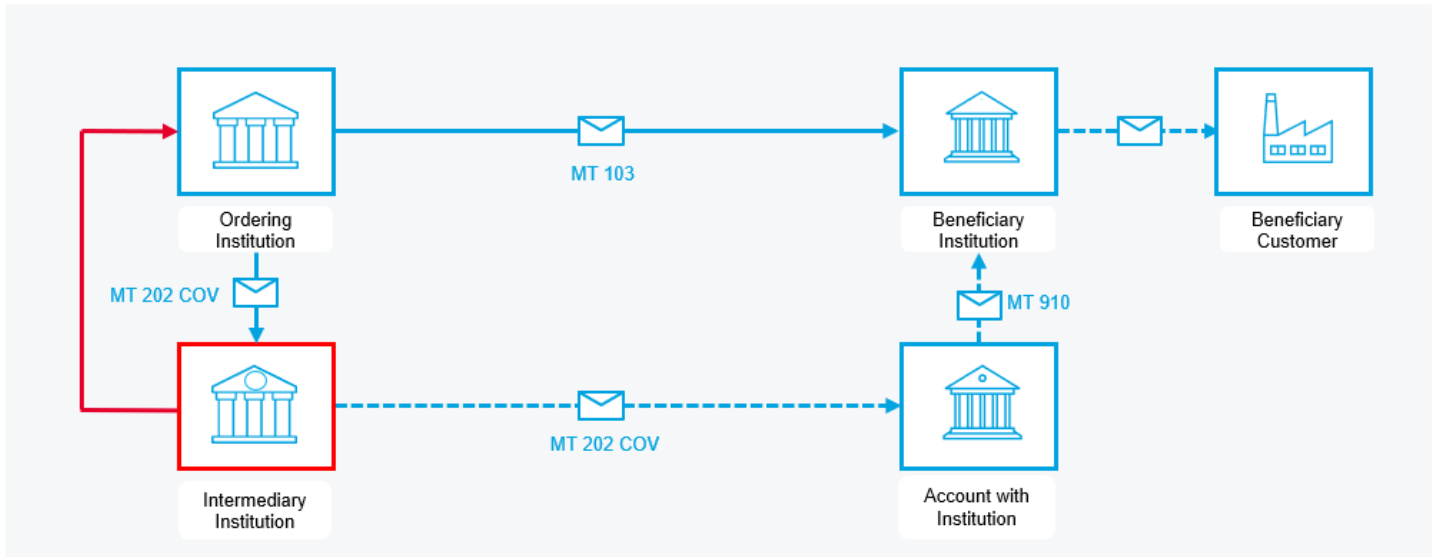 MT 103
Ordering
Institution
Beneficiary
Institution
Beneficiary
Customer
MT 202 COV
MT 910
MT 202 COV
Intermediary
Institution
Account with
Institution